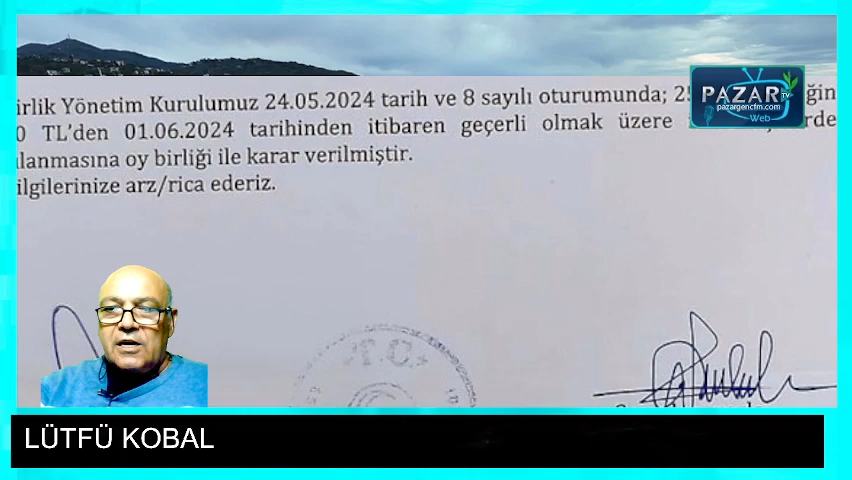 irlik Yönetim Kurulumuz 24.05.2024 tarih ve 8 sayılı oturumunda; 25
0 TL'den 01.06.2024 tarihinden itibaren geçerli olmak üzere
ılanmasına oy birliği ile karar verilmiştir.
ilgilerinize arz/rica ederiz.
PAZAR TV
pazargencfm.com
Web
T.C.
LÜTFÜ KOBAL